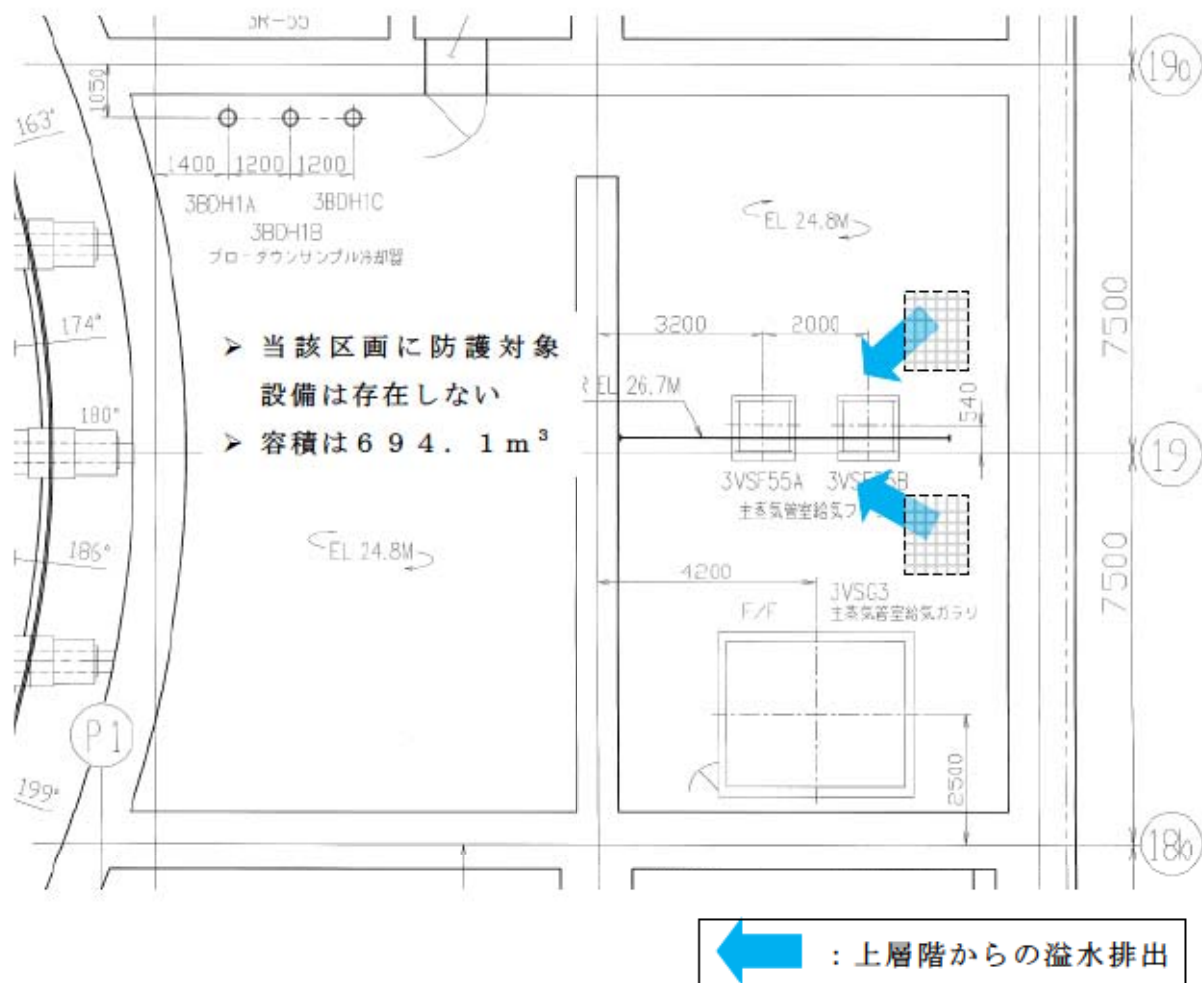 3R-55
190
1050
163°
1400 1200 1200
3BDH1A 3BDH1C
3BDH1B
ブローダウンサンプル冷却器
EL 24.8M
7500
174°
3200 2000
➤ 当該区画に防護対象
設備は存在しない
➤ 容積は694.1m³
EL 26.7M
540
180°
19
3VSF55A
主蒸気管室給気フ
186°
EL 24.8M
4200
3VSG3
主蒸気管室給気ガラリ
F/F
7500
P1
2500
199°
:上層階からの溢水排出